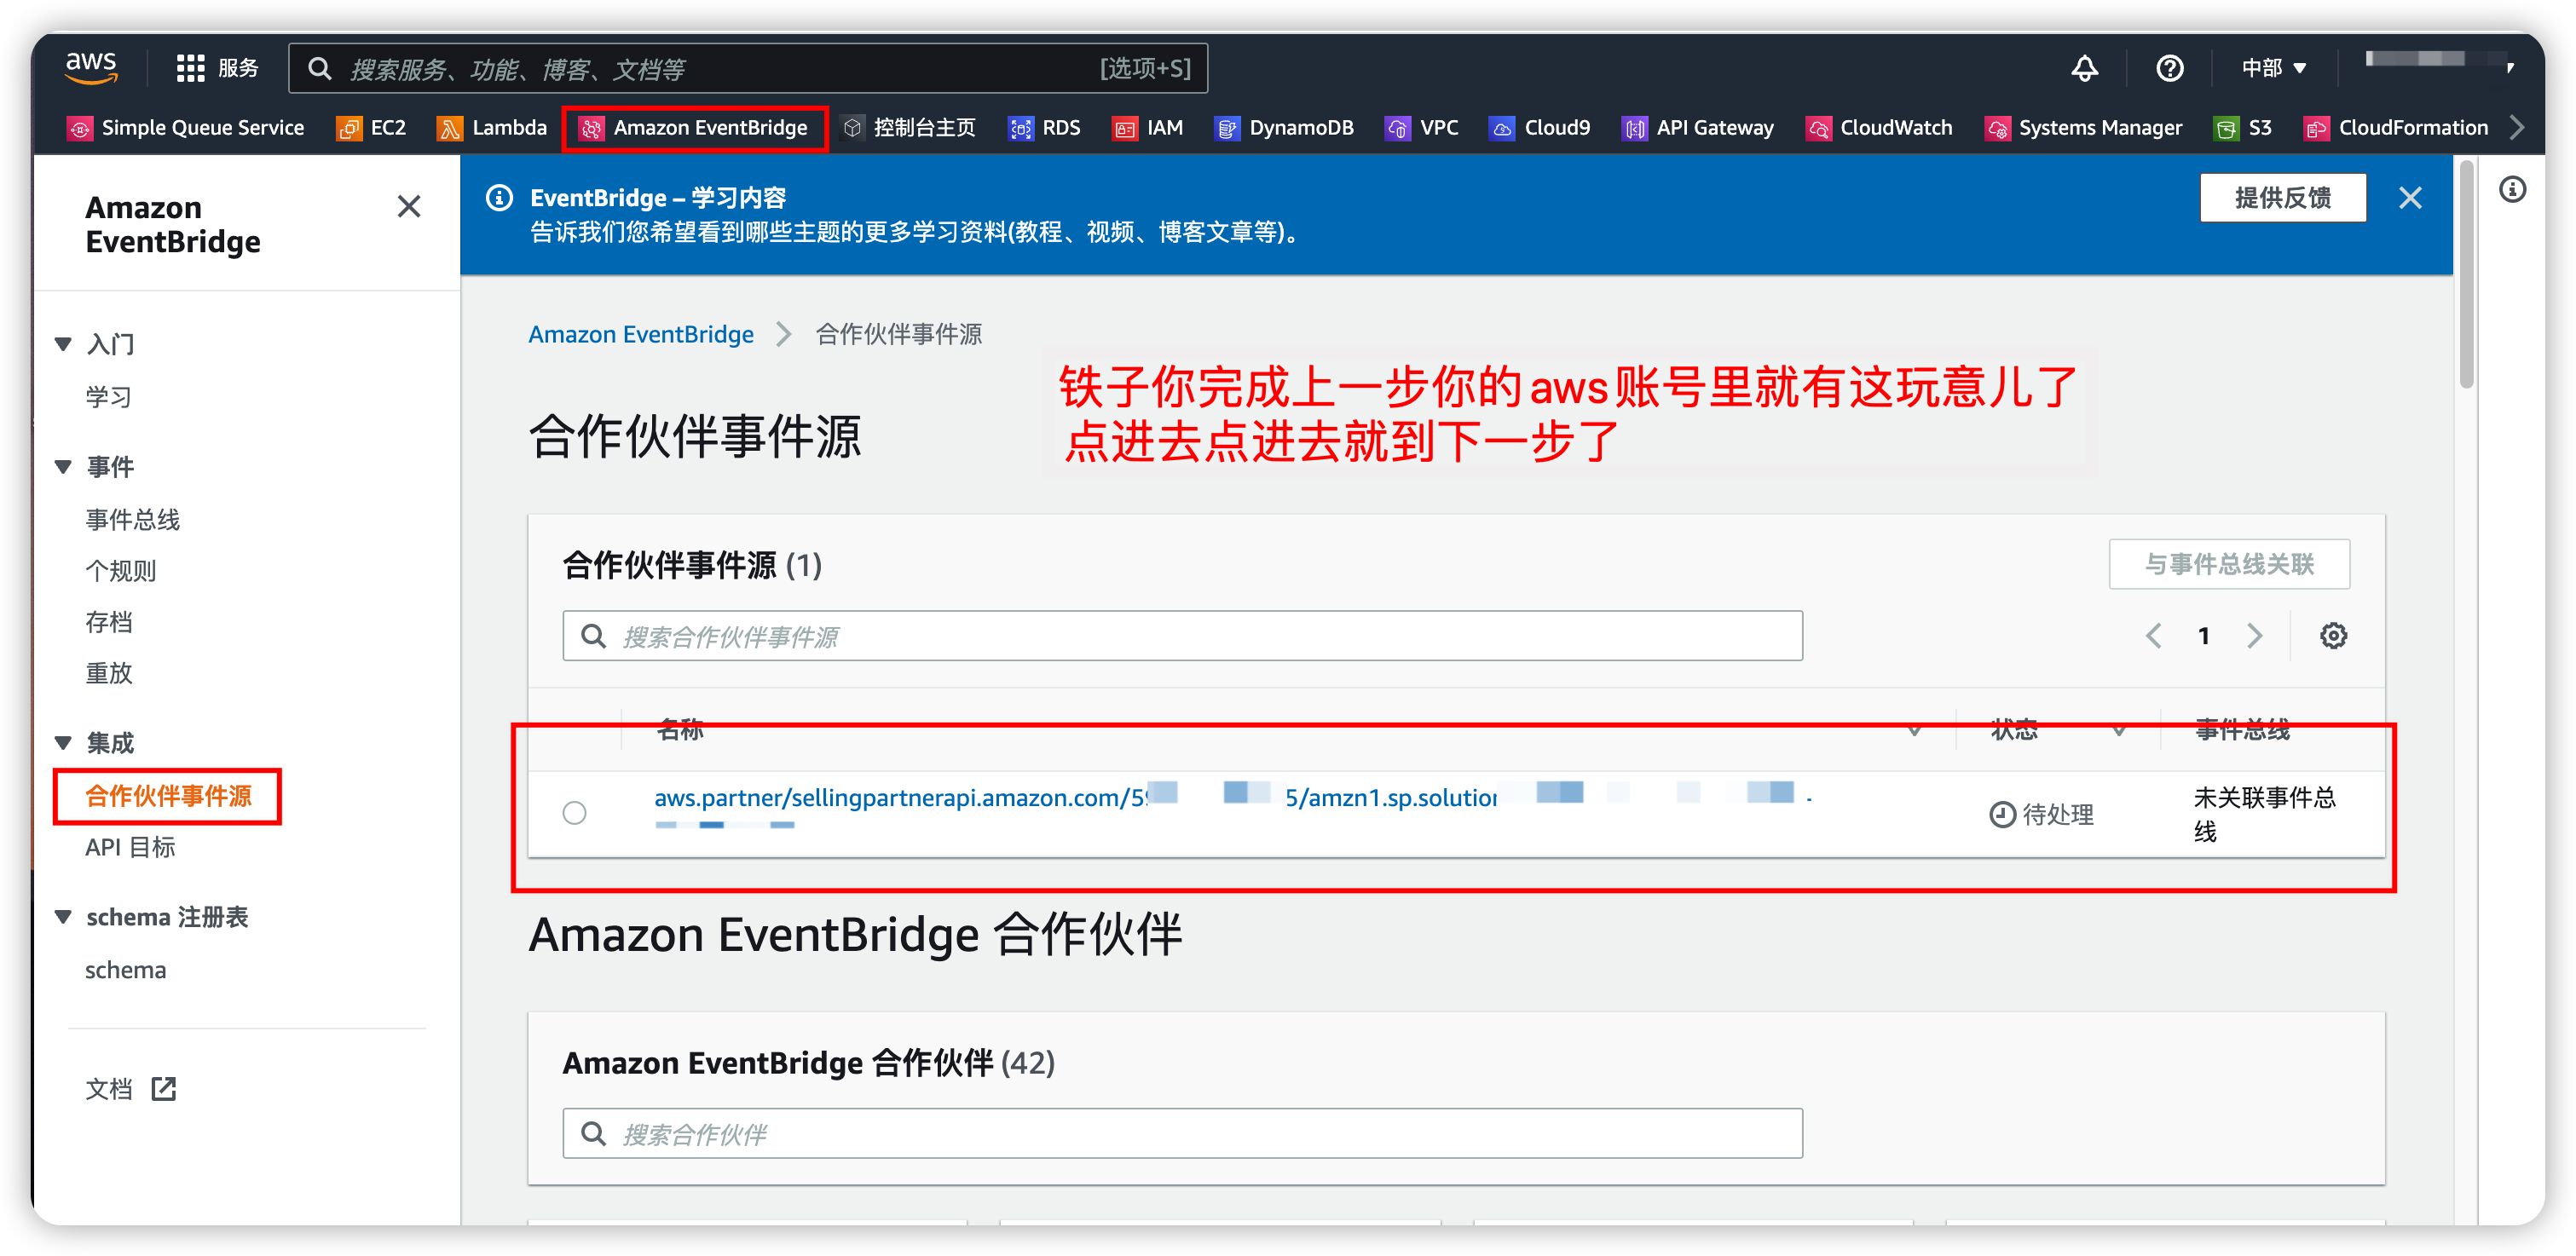 aws
服务
搜索服务、功能、博客、文档等
[选项+S]
中部
Simple Queue Service
EC2
Lambda
Amazon EventBridge
控制台主页
RDS
IAM
DynamoDB
VPC
Cloud9
API Gateway
CloudWatch
Systems Manager
S3
CloudFormation
Amazon
EventBridge
入门
学习
事件
事件总线
个规则
存档
重放
集成
合作伙伴事件源
API 目标
schema 注册表
schema
文档
EventBridge – 学习内容
告诉我们您希望看到哪些主题的更多学习资料(教程、视频、博客文章等)。
提供反馈
Amazon EventBridge
合作伙伴事件源
铁子你完成上一步你的aws账号里就有这玩意儿了
点进去点进去就到下一步了
合作伙伴事件源
合作伙伴事件源 (1)
与事件总线关联
搜索合作伙伴事件源
1
名称
状态
事件总线
aws.partner/sellingpartnerapi.amazon.com/5
5/amzn1.sp.solution
待处理
未关联事件总
线
Amazon EventBridge 合作伙伴
Amazon EventBridge 合作伙伴 (42)
搜索合作伙伴